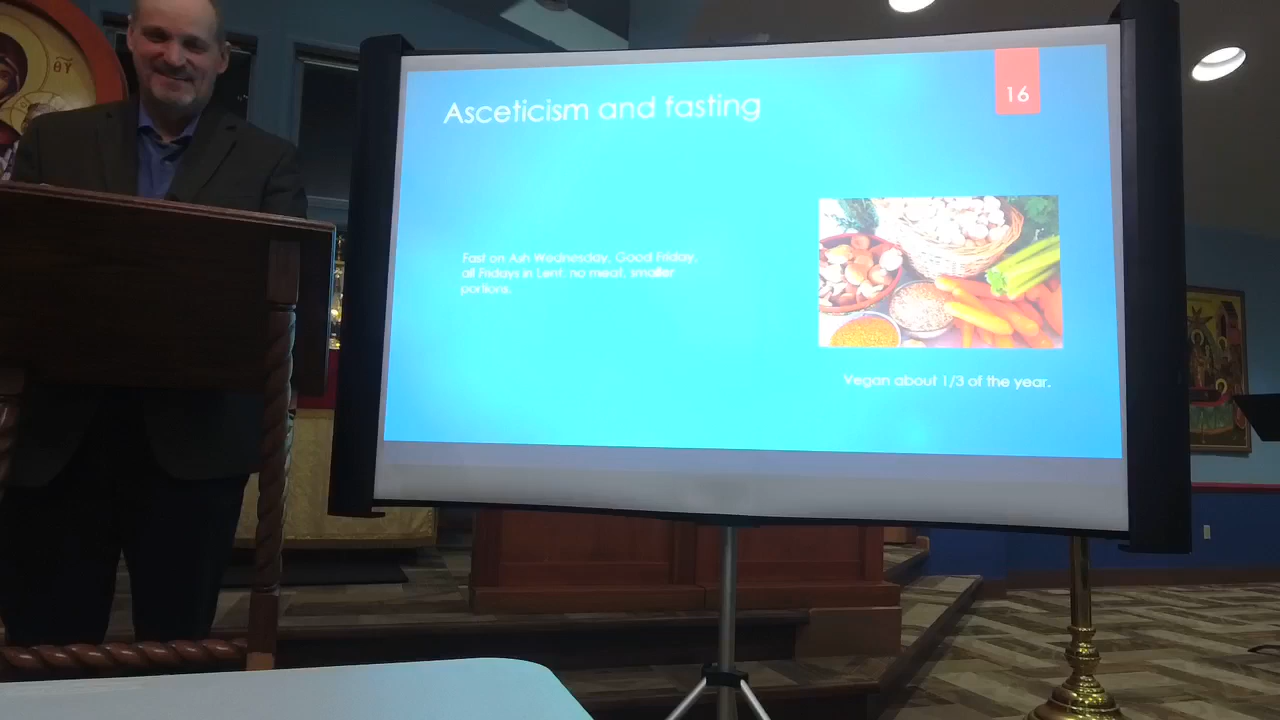 Asceticism and fasting
16
Fast on Ash Wednesday, Good Friday,
all Fridays in Lent: no meat, smaller
portions.
Vegan about 1/3 of the year.
ΘΥ